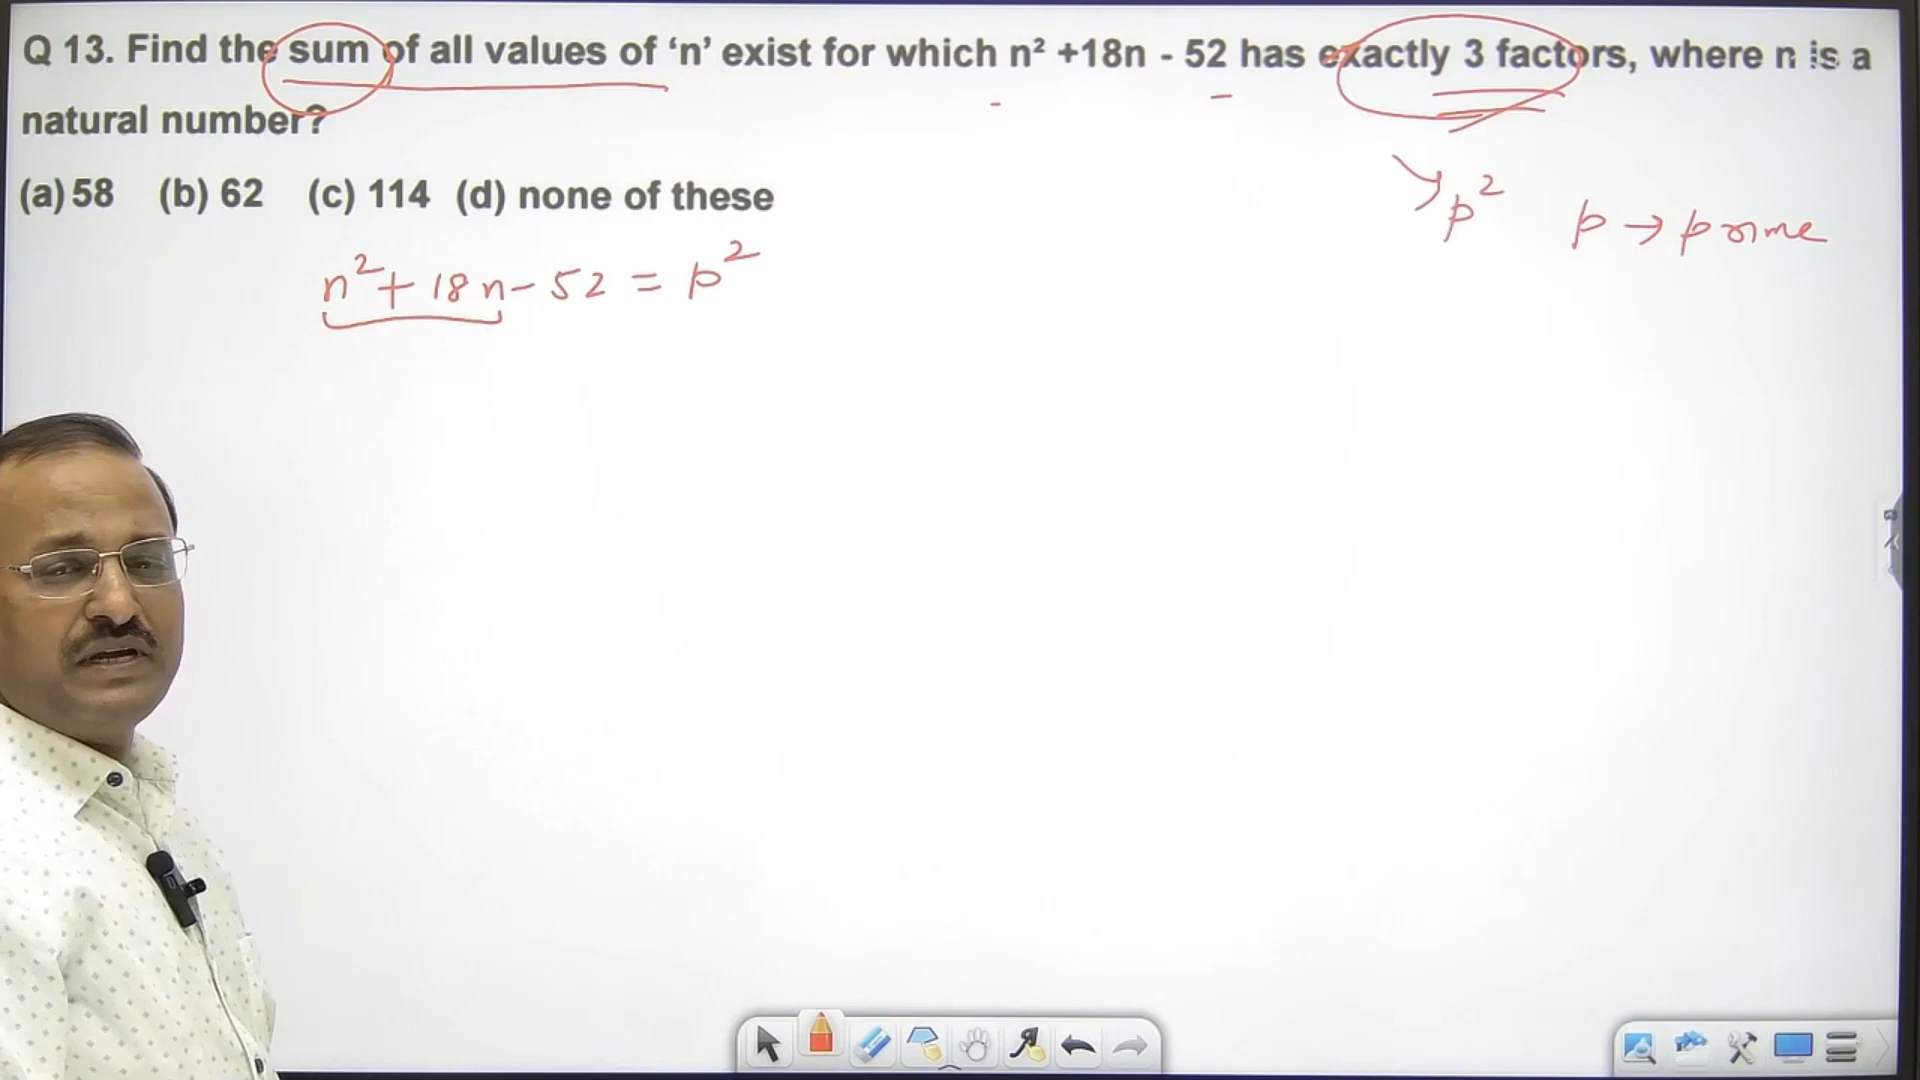 Q 13. Find the sum of all values of ‘n’ exist for which n² +18n - 52 has exactly 3 factors, where n is a
natural number?
(a) 58 (b) 62 (c) 114 (d) none of these
p² p → prime
n² + 18n - 52 = p²